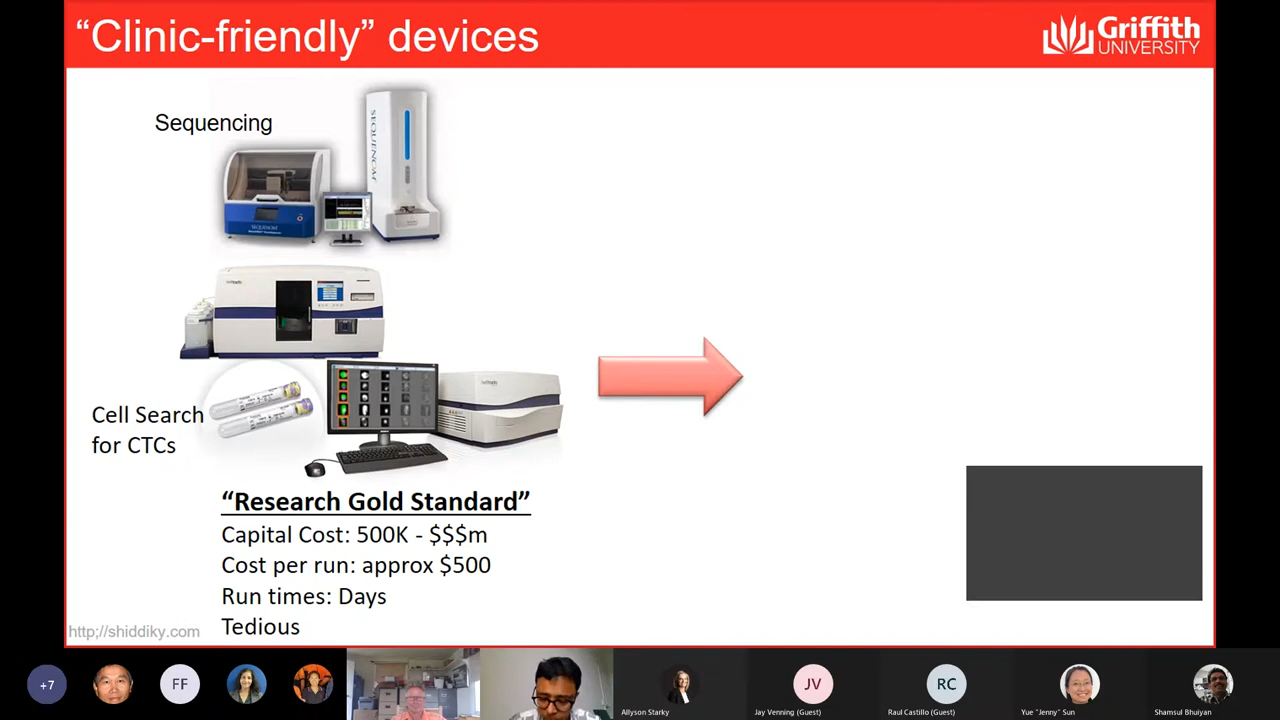 “Clinic-friendly” devices
Griffith
UNIVERSITY
Sequencing
SEQUENOM
SEQUENOM
Cell Search
for CTCs
“Research Gold Standard”
Capital Cost: 500K - $$$m
Cost per run: approx $500
Run times: Days
Tedious
http://shiddiky.com
+7
FF
JV
RC
Allyson Starky
Jay Venning (Guest)
Raul Castillo (Guest)
Yue "Jenny" Sun
Shamsul Bhuiyan